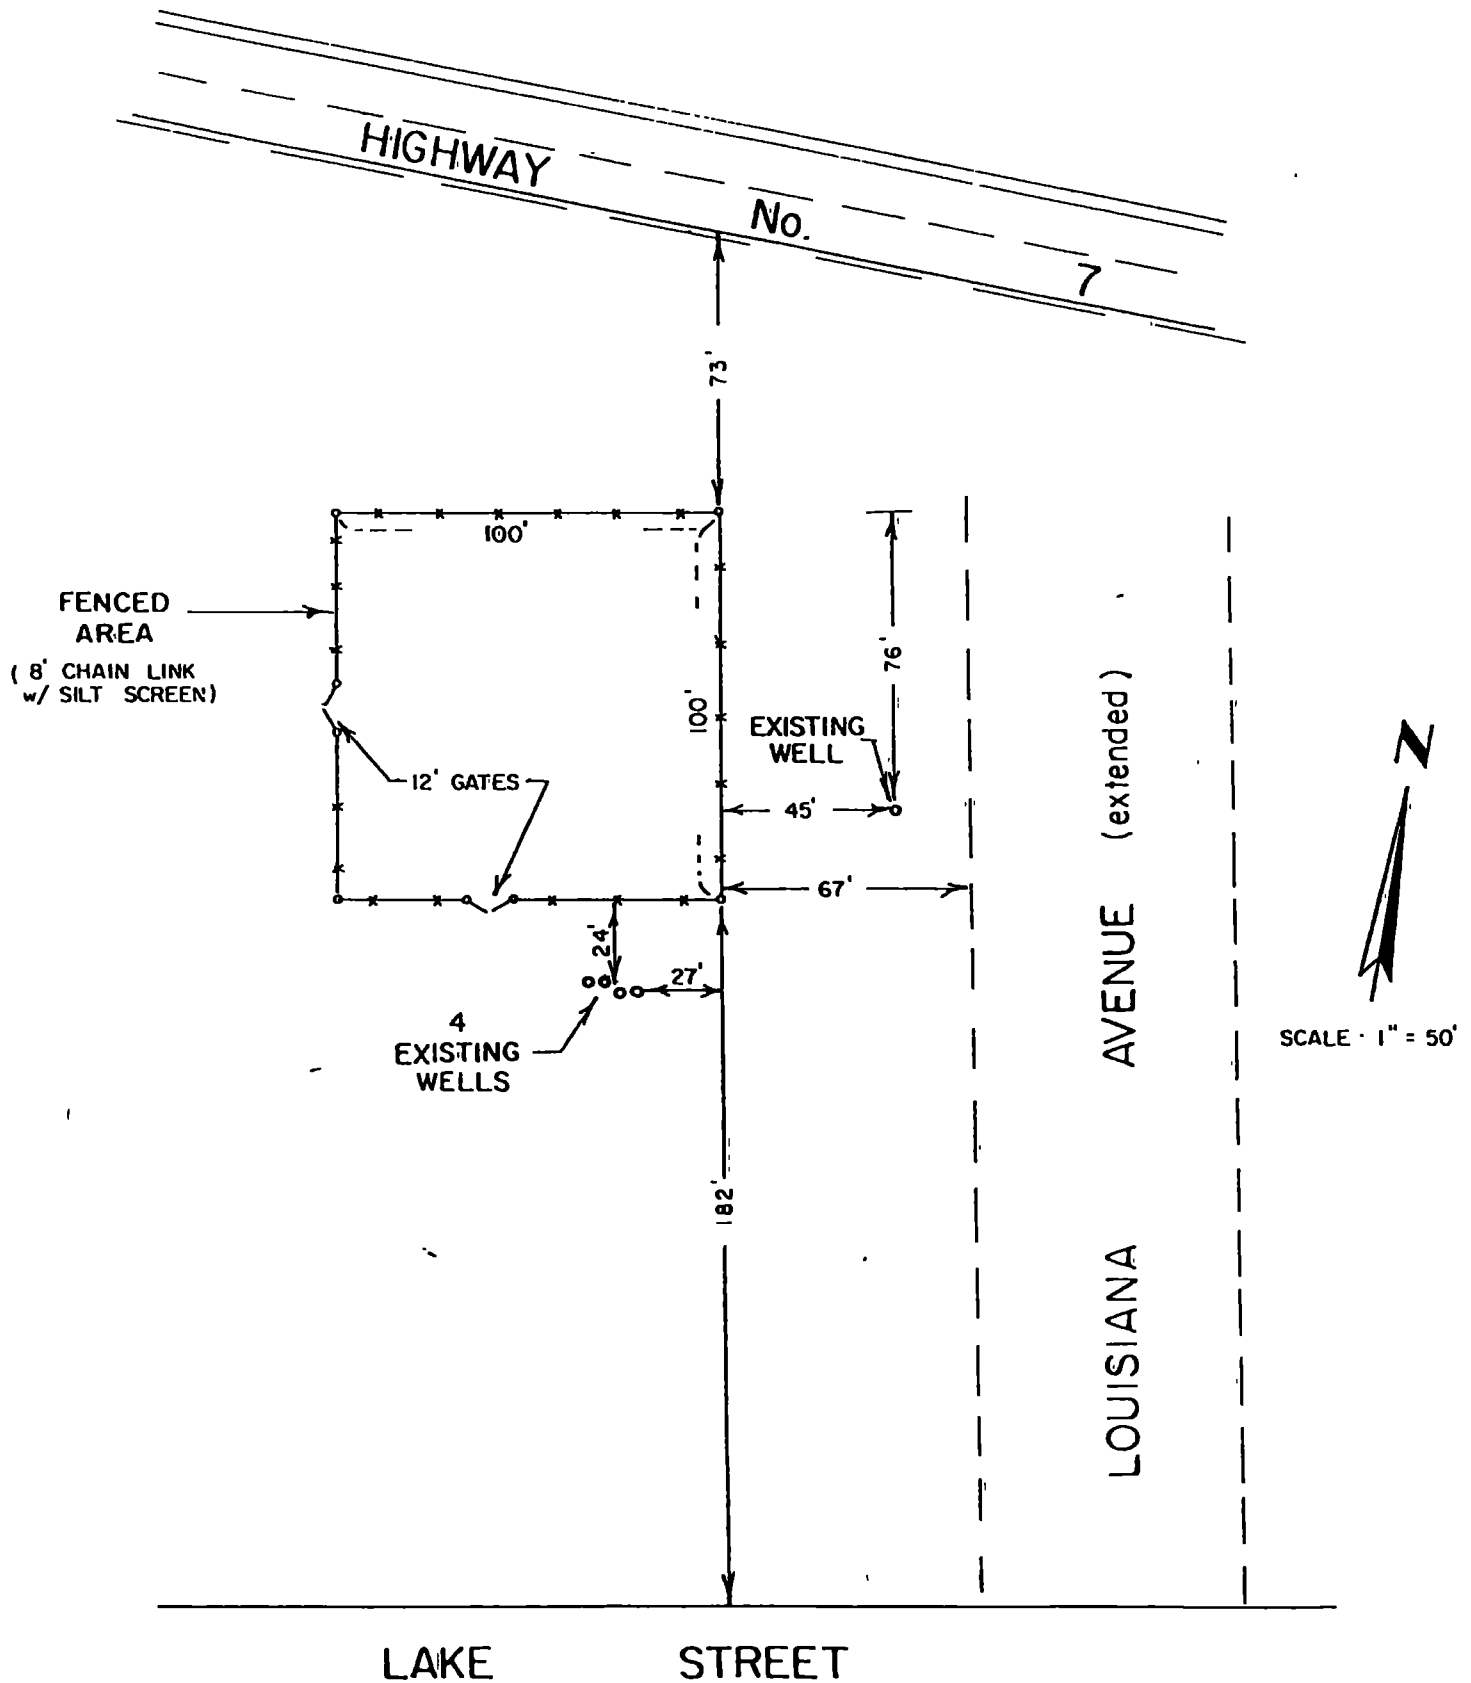 HIGHWAY No. 7
73'
100'
FENCED
AREA
( 8' CHAIN LINK
w/ SILT SCREEN)
100'
76'
EXISTING
WELL
12' GATES
45'
67'
24'
27'
4
EXISTING
WELLS
182'
LOUISIANA AVENUE (extended)
N
SCALE · 1" = 50'
LAKE STREET